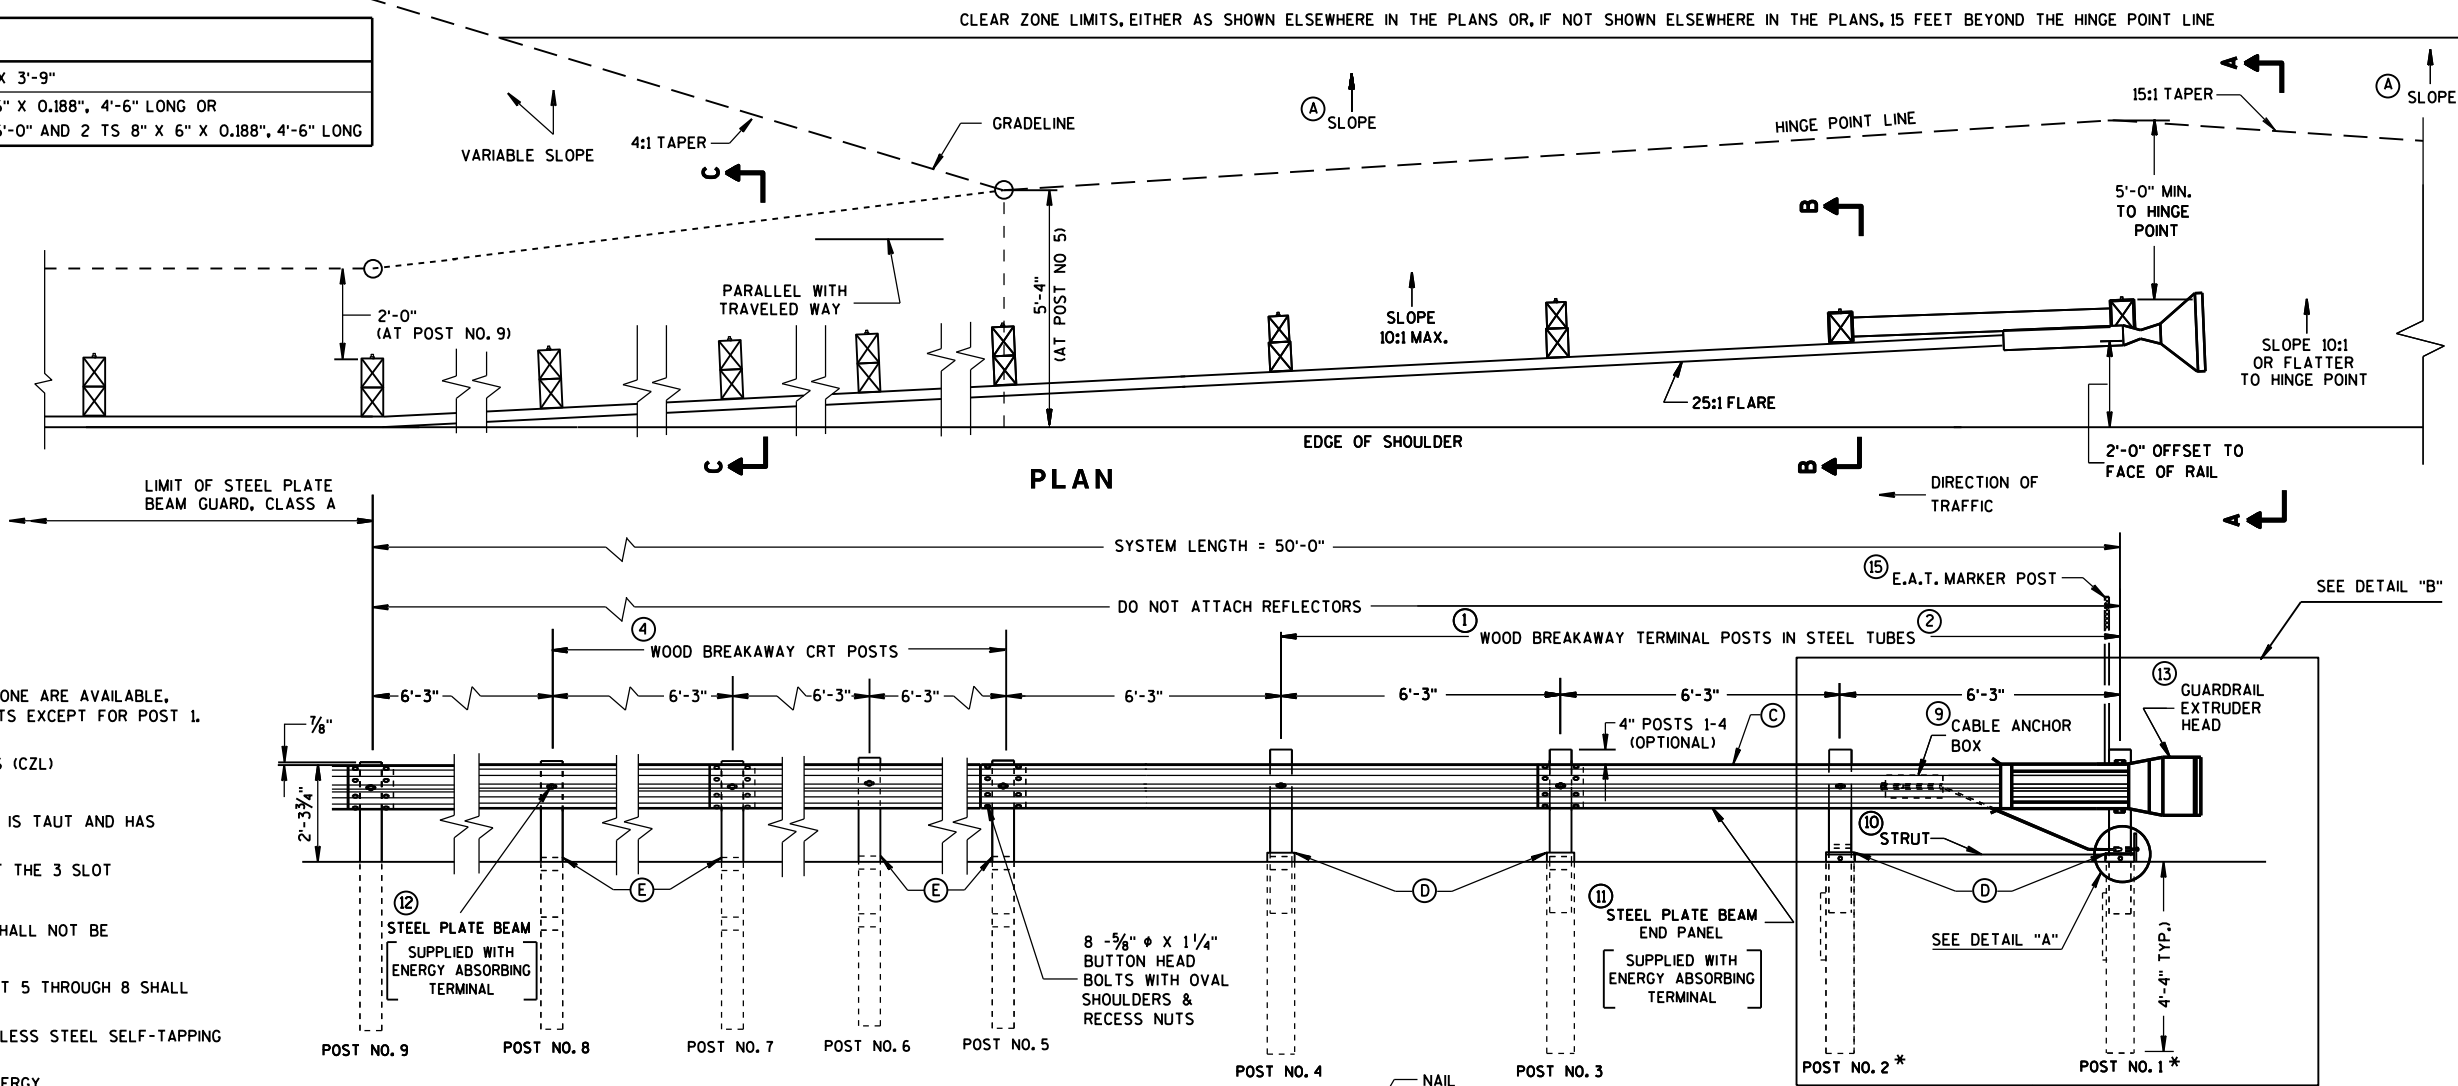 CLEAR ZONE LIMITS, EITHER AS SHOWN ELSEWHERE IN THE PLANS OR, IF NOT SHOWN ELSEWHERE IN THE PLANS, 15 FEET BEYOND THE HINGE POINT LINE
X 3'-9"
6" X 0.188", 4'-6" LONG OR
6'-0" AND 2 TS 8" X 6" X 0.188", 4'-6" LONG
VARIABLE SLOPE
4:1 TAPER
GRADELINE
A
SLOPE
HINGE POINT LINE
15:1 TAPER
A
A
SLOPE
C
B
5'-0" MIN.
TO HINGE
POINT
2'-0"
(AT POST NO. 9)
PARALLEL WITH
TRAVELED WAY
5'-4"
(AT POST NO 5)
SLOPE
10:1 MAX.
SLOPE 10:1
OR FLATTER
TO HINGE POINT
25:1 FLARE
EDGE OF SHOULDER
2'-0" OFFSET TO
FACE OF RAIL
C
PLAN
B
A
DIRECTION OF
TRAFFIC
LIMIT OF STEEL PLATE
BEAM GUARD, CLASS A
SYSTEM LENGTH = 50'-0"
15
E.A.T. MARKER POST
SEE DETAIL "B"
DO NOT ATTACH REFLECTORS
4
WOOD BREAKAWAY CRT POSTS
1
WOOD BREAKAWAY TERMINAL POSTS IN STEEL TUBES
2
6'-3"
6'-3"
6'-3"
6'-3"
6'-3"
6'-3"
6'-3"
6'-3"
13
GUARDRAIL
EXTRUDER
HEAD
ONE ARE AVAILABLE,
TS EXCEPT FOR POST 1.
S (CZL)
IS TAUT AND HAS
T THE 3 SLOT
HALL NOT BE
T 5 THROUGH 8 SHALL
LESS STEEL SELF-TAPPING
ERGY
7/8"
2'-3 3/4"
4" POSTS 1-4
(OPTIONAL)
C
9
CABLE ANCHOR
BOX
10
STRUT
E
E
D
D
12
STEEL PLATE BEAM
SUPPLIED WITH
ENERGY ABSORBING
TERMINAL
8 -5/8" φ X 1 1/4"
BUTTON HEAD
BOLTS WITH OVAL
SHOULDERS &
RECESS NUTS
11
STEEL PLATE BEAM
END PANEL
SUPPLIED WITH
ENERGY ABSORBING
TERMINAL
SEE DETAIL "A"
4'-4" TYP.)
POST NO. 9
POST NO. 8
POST NO. 7
POST NO. 6
POST NO. 5
POST NO. 4
POST NO. 3
POST NO. 2 *
POST NO. 1 *
NAIL